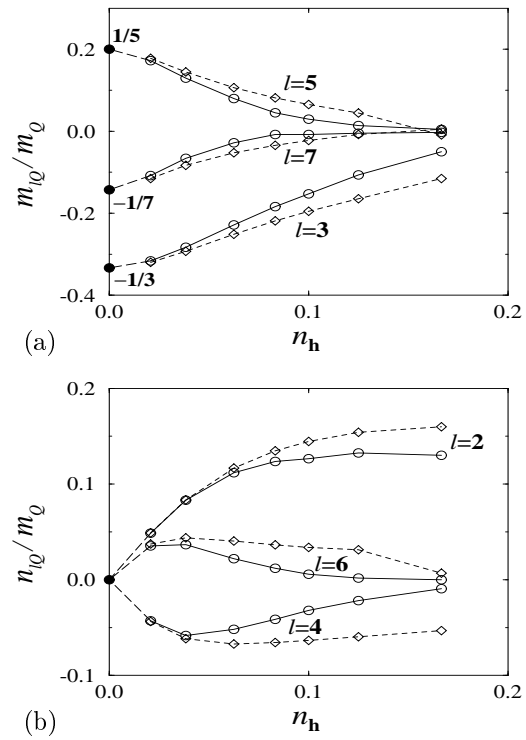 1/5
0.2
l=5
0.0
l=7
−1/7
-0.2
l=3
−1/3
-0.4
0.0 0.1 0.2
m_lQ / m_Q
n_h
(a)
0.2
l=2
0.1
l=6
0.0
l=4
-0.1
0.0 0.1 0.2
n_lQ / m_Q
n_h
(b)